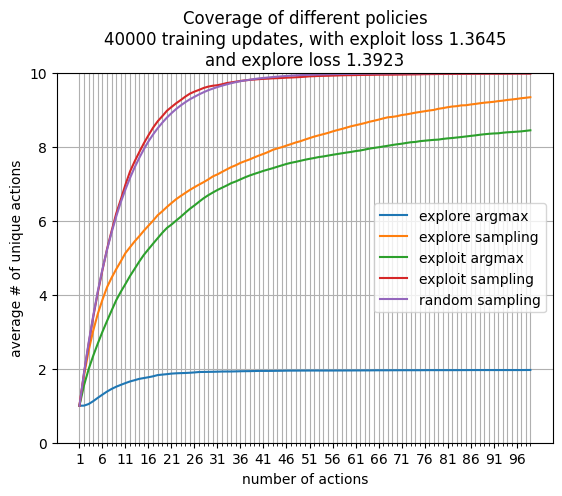 Coverage of different policies
40000 training updates, with exploit loss 1.3645
and explore loss 1.3923
10
8
6
4
2
0
average # of unique actions
explore argmax
explore sampling
exploit argmax
exploit sampling
random sampling
1 6 11 16 21 26 31 36 41 46 51 56 61 66 71 76 81 86 91 96
number of actions